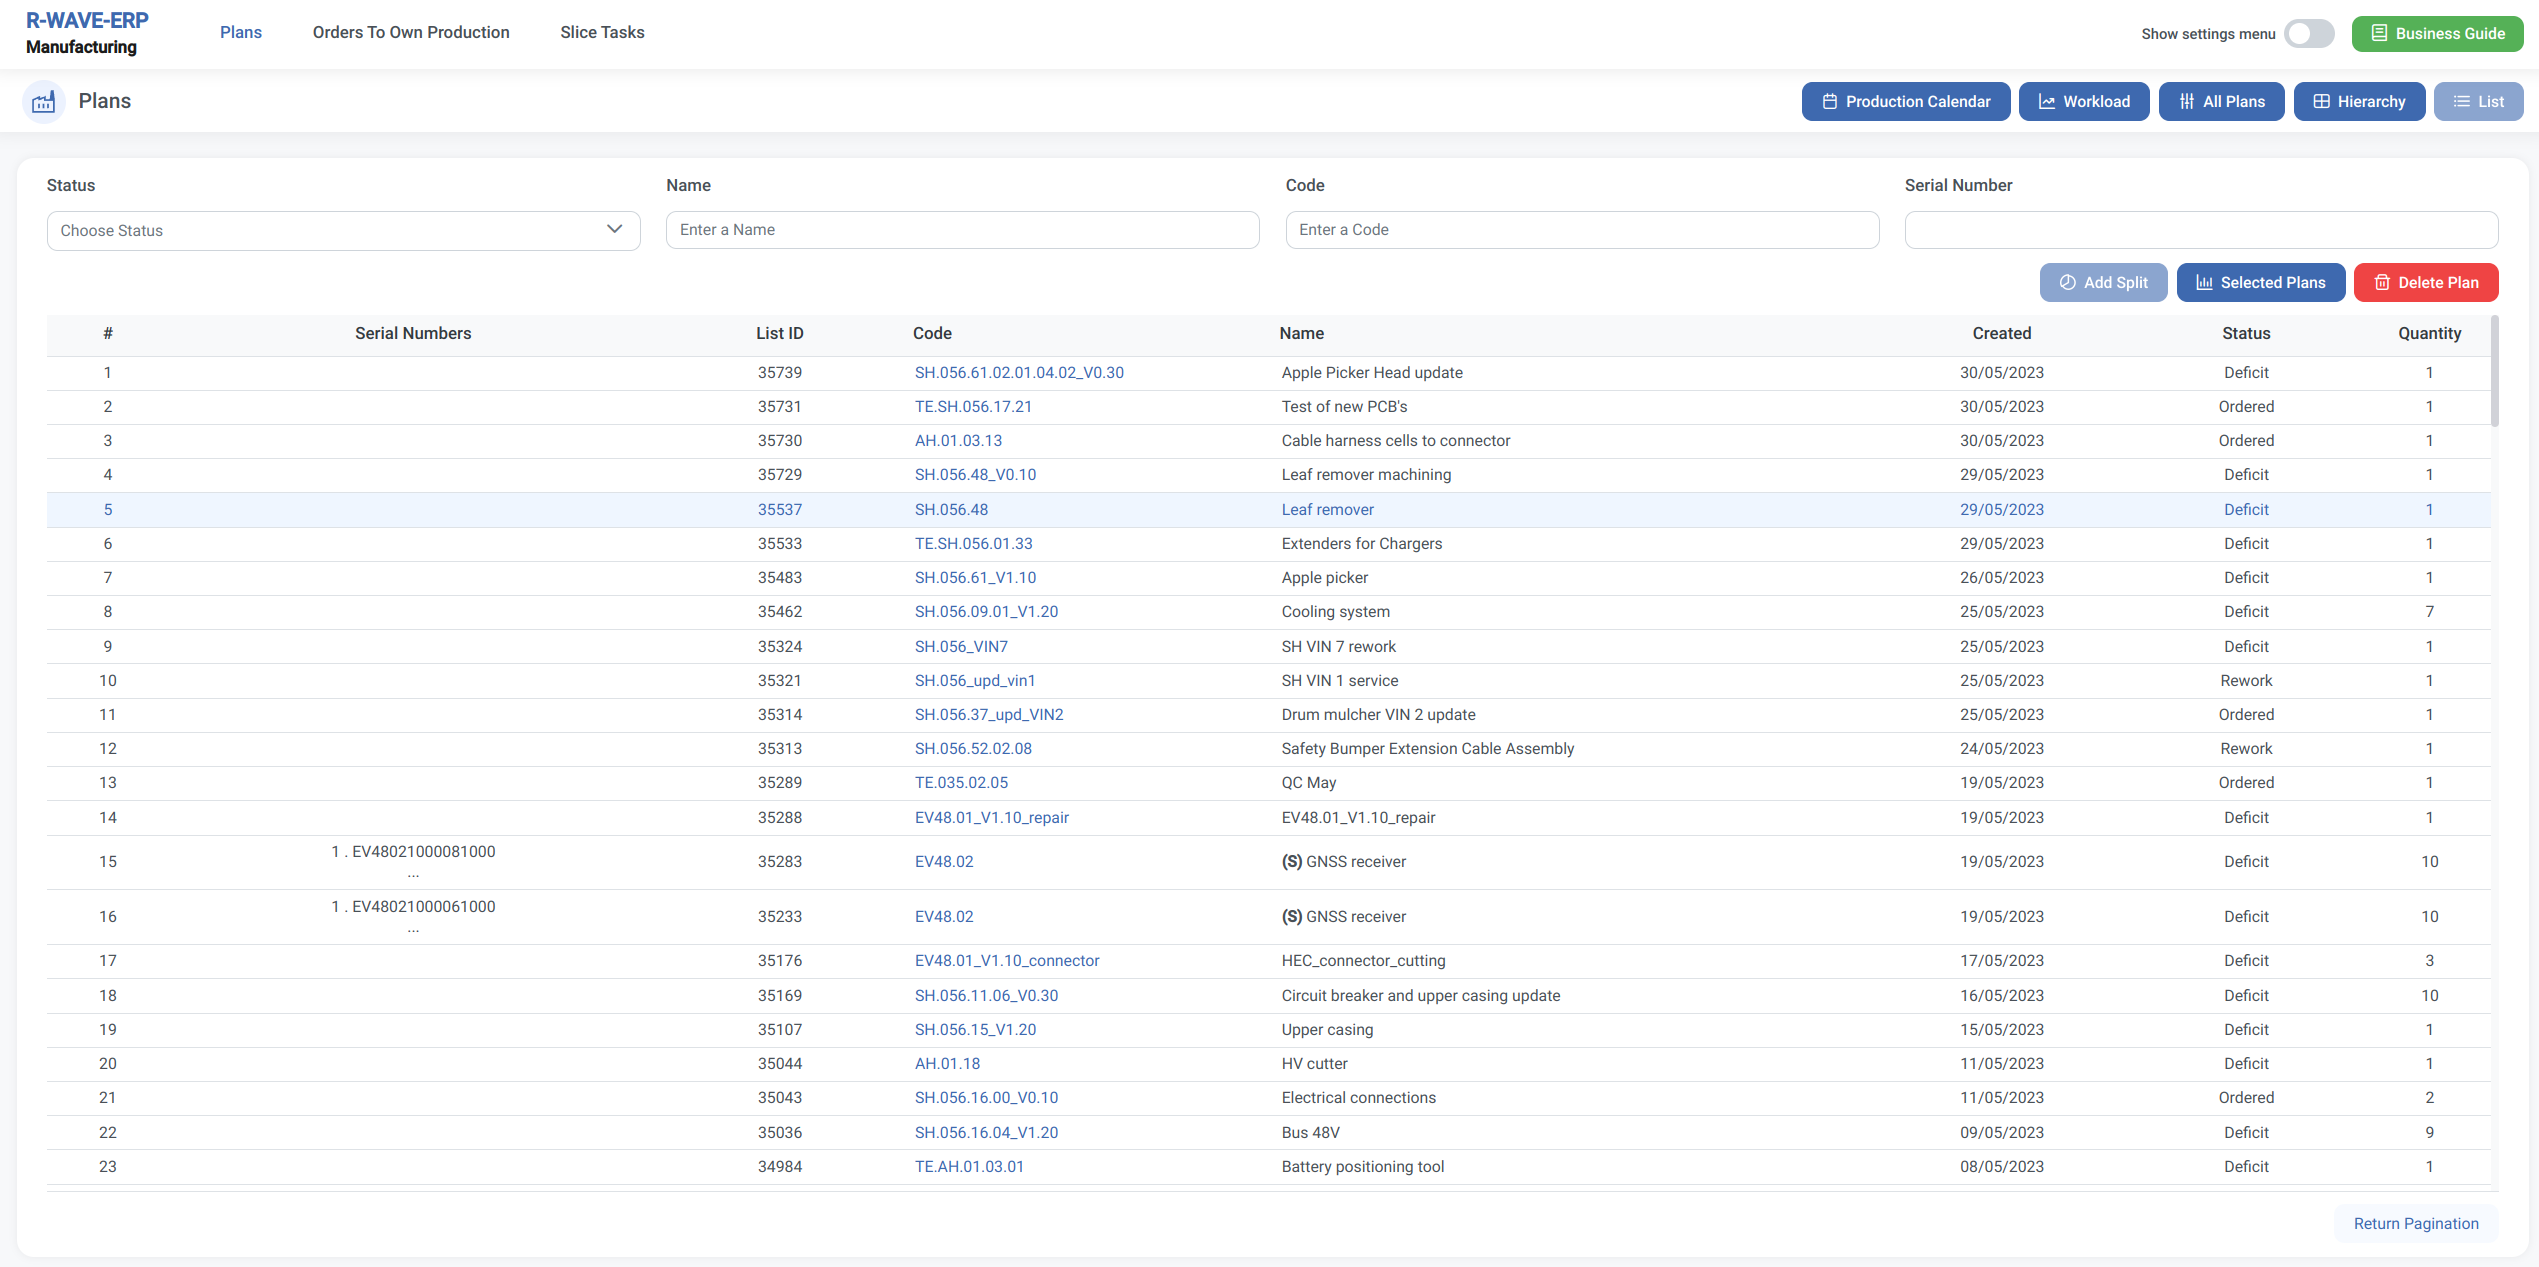 R-WAVE-ERP
Manufacturing
Plans Orders To Own Production Slice Tasks
Show settings menu Business Guide
Plans
Production Calendar Workload All Plans Hierarchy List
Status Name Code Serial Number
Choose Status Enter a Name Enter a Code
Add Split Selected Plans Delete Plan
# Serial Numbers List ID Code Name Created Status Quantity
1 35739 SH.056.61.02.01.04.02_V0.30 Apple Picker Head update 30/05/2023 Deficit 1
2 35731 TE.SH.056.17.21 Test of new PCB's 30/05/2023 Ordered 1
3 35730 AH.01.03.13 Cable harness cells to connector 30/05/2023 Ordered 1
4 35729 SH.056.48_V0.10 Leaf remover machining 29/05/2023 Deficit 1
5 35537 SH.056.48 Leaf remover 29/05/2023 Deficit 1
6 35533 TE.SH.056.01.33 Extenders for Chargers 29/05/2023 Deficit 1
7 35483 SH.056.61_V1.10 Apple picker 26/05/2023 Deficit 1
8 35462 SH.056.09.01_V1.20 Cooling system 25/05/2023 Deficit 7
9 35324 SH.056_VIN7 SH VIN 7 rework 25/05/2023 Deficit 1
10 35321 SH.056_upd_vin1 SH VIN 1 service 25/05/2023 Rework 1
11 35314 SH.056.37_upd_VIN2 Drum mulcher VIN 2 update 25/05/2023 Ordered 1
12 35313 SH.056.52.02.08 Safety Bumper Extension Cable Assembly 24/05/2023 Rework 1
13 35289 TE.035.02.05 QC May 19/05/2023 Ordered 1
14 35288 EV48.01_V1.10_repair EV48.01_V1.10_repair 19/05/2023 Deficit 1
15 1 . EV48021000081000 ... 35283 EV48.02 (S) GNSS receiver 19/05/2023 Deficit 10
16 1 . EV48021000061000 ... 35233 EV48.02 (S) GNSS receiver 19/05/2023 Deficit 10
17 35176 EV48.01_V1.10_connector HEC_connector_cutting 17/05/2023 Deficit 3
18 35169 SH.056.11.06_V0.30 Circuit breaker and upper casing update 16/05/2023 Deficit 10
19 35107 SH.056.15_V1.20 Upper casing 15/05/2023 Deficit 1
20 35044 AH.01.18 HV cutter 11/05/2023 Deficit 1
21 35043 SH.056.16.00_V0.10 Electrical connections 11/05/2023 Ordered 2
22 35036 SH.056.16.04_V1.20 Bus 48V 09/05/2023 Deficit 9
23 34984 TE.AH.01.03.01 Battery positioning tool 08/05/2023 Deficit 1
Return Pagination